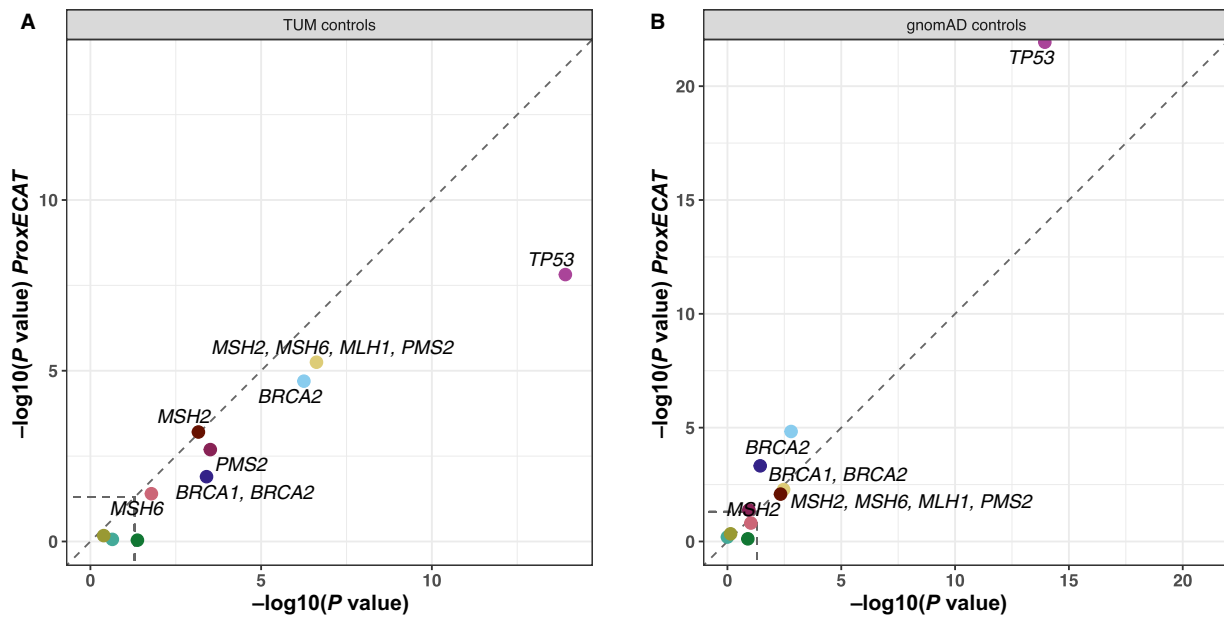 A
TUM controls
–log10(P value) ProxECAT
10
5
0
TP53
MSH2, MSH6, MLH1, PMS2
BRCA2
MSH2
PMS2
BRCA1, BRCA2
MSH6
0
5
10
–log10(P value)
B
gnomAD controls
–log10(P value) ProxECAT
20
15
10
5
0
TP53
BRCA2
BRCA1, BRCA2
MSH2, MSH6, MLH1, PMS2
MSH2
0
5
10
15
20
–log10(P value)